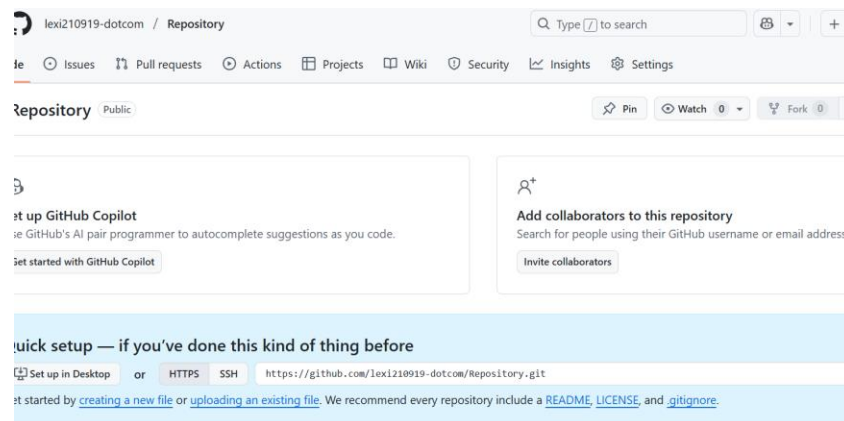 lexi210919-dotcom / Repository
Type / to search
de Issues Pull requests Actions Projects Wiki Security Insights Settings
Repository Public
Pin Watch 0 Fork 0
et up GitHub Copilot
se GitHub's AI pair programmer to autocomplete suggestions as you code.
Get started with GitHub Copilot
Add collaborators to this repository
Search for people using their GitHub username or email address
Invite collaborators
uick setup — if you've done this kind of thing before
Set up in Desktop or HTTPS SSH https://github.com/lexi210919-dotcom/Repository.git
et started by creating a new file or uploading an existing file. We recommend every repository include a README, LICENSE, and .gitignore.